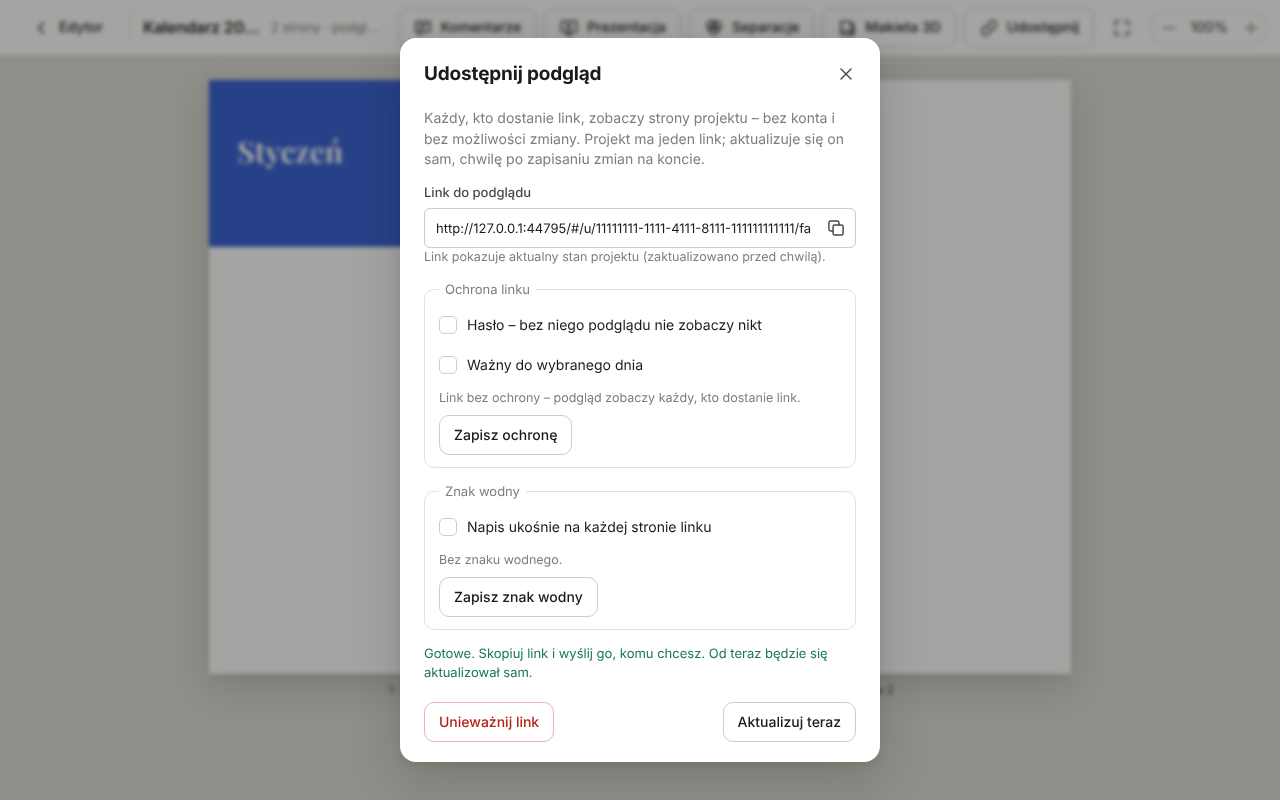 Edytor
Kalendarz 20...
2 strony · podgl...
Komentarze
Prezentacja
Separacje
Makieta 3D
Udostępnij
100%
Styczeń
Udostępnij podgląd
Każdy, kto dostanie link, zobaczy strony projektu – bez konta i
bez możliwości zmiany. Projekt ma jeden link; aktualizuje się on
sam, chwilę po zapisaniu zmian na koncie.
Link do podglądu
http://127.0.0.1:44795/#/u/11111111-1111-4111-8111-111111111111/fa
Link pokazuje aktualny stan projektu (zaktualizowano przed chwilą).
Ochrona linku
Hasło – bez niego podglądu nie zobaczy nikt
Ważny do wybranego dnia
Link bez ochrony – podgląd zobaczy każdy, kto dostanie link.
Zapisz ochronę
Znak wodny
Napis ukośnie na każdej stronie linku
Bez znaku wodnego.
Zapisz znak wodny
Gotowe. Skopiuj link i wyślij go, komu chcesz. Od teraz będzie się
aktualizował sam.
Unieważnij link
Aktualizuj teraz